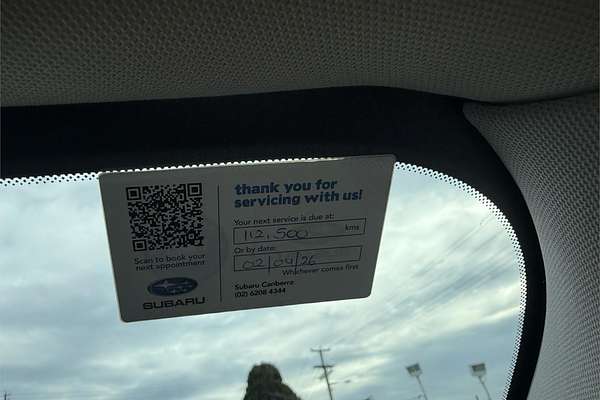 thank you for
servicing with us!
Your next service is due at:
112,500 kms
Or by date:
02/09/26
Whichever comes first
Subaru Canberra
(02) 6208 4344
Scan to book your
next appointment
SUBARU